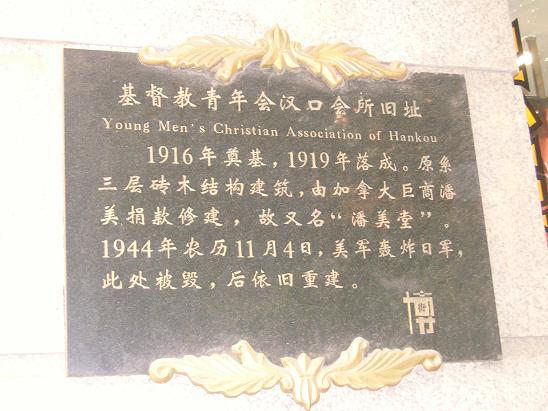 基督教青年会汉口会所旧址
Young Men's Christian Association of Hankou
1916年奠基，1919年落成。原系
三层砖木结构建筑，由加拿大巨商潘
美捐款修建，故又名“潘美堂”。
1944年农历11月4日，美军轰炸日军，
此处被毁，后依旧重建。